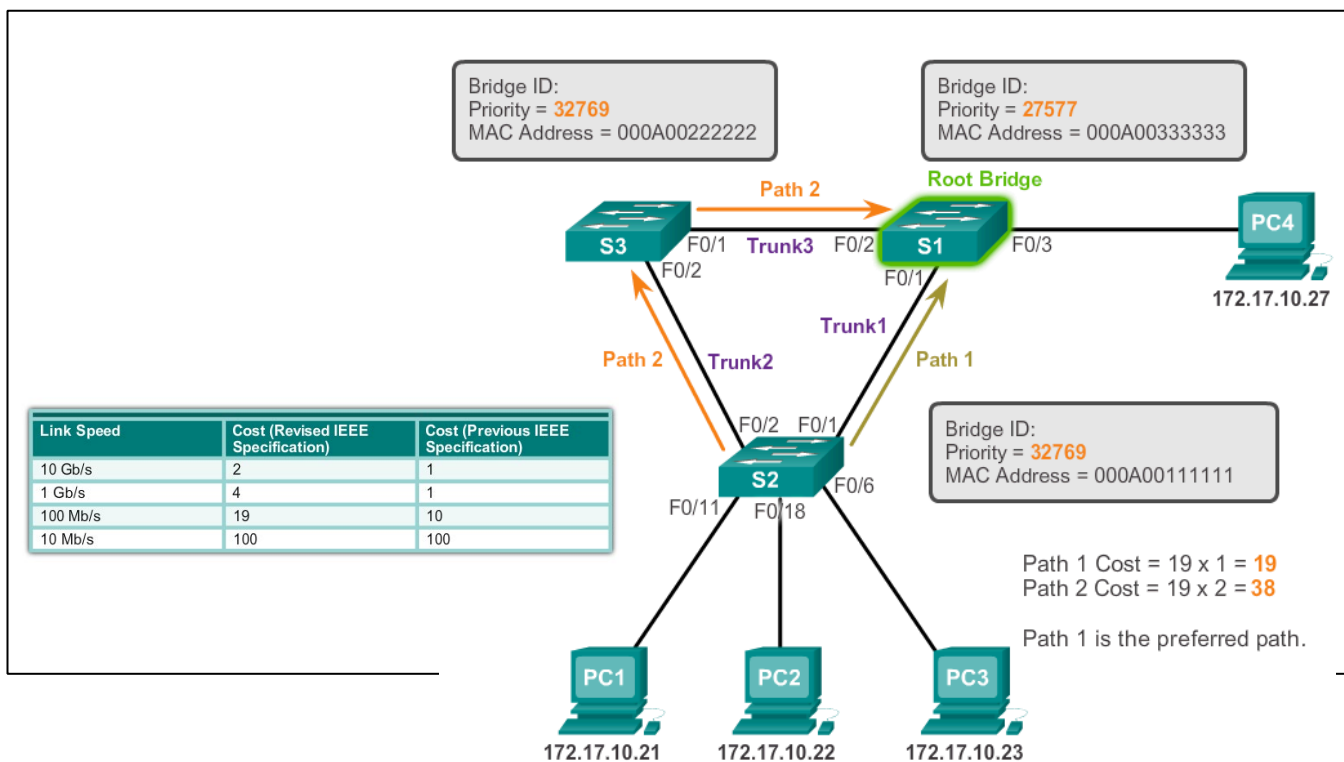 Bridge ID:
Priority = 32769
MAC Address = 000A00222222
Bridge ID:
Priority = 27577
MAC Address = 000A00333333
Root Bridge
Path 2
S3
F0/1
Trunk3
F0/2
S1
F0/3
PC4
F0/2
F0/1
172.17.10.27
Trunk1
Path 2
Trunk2
Path 1
Link Speed
Cost (Revised IEEE
Specification)
Cost (Previous IEEE
Specification)
10 Gb/s 2 1
1 Gb/s 4 1
100 Mb/s 19 10
10 Mb/s 100 100
F0/2
F0/1
S2
F0/6
F0/11
F0/18
Bridge ID:
Priority = 32769
MAC Address = 000A00111111
Path 1 Cost = 19 x 1 = 19
Path 2 Cost = 19 x 2 = 38
Path 1 is the preferred path.
PC1
PC2
PC3
172.17.10.21
172.17.10.22
172.17.10.23